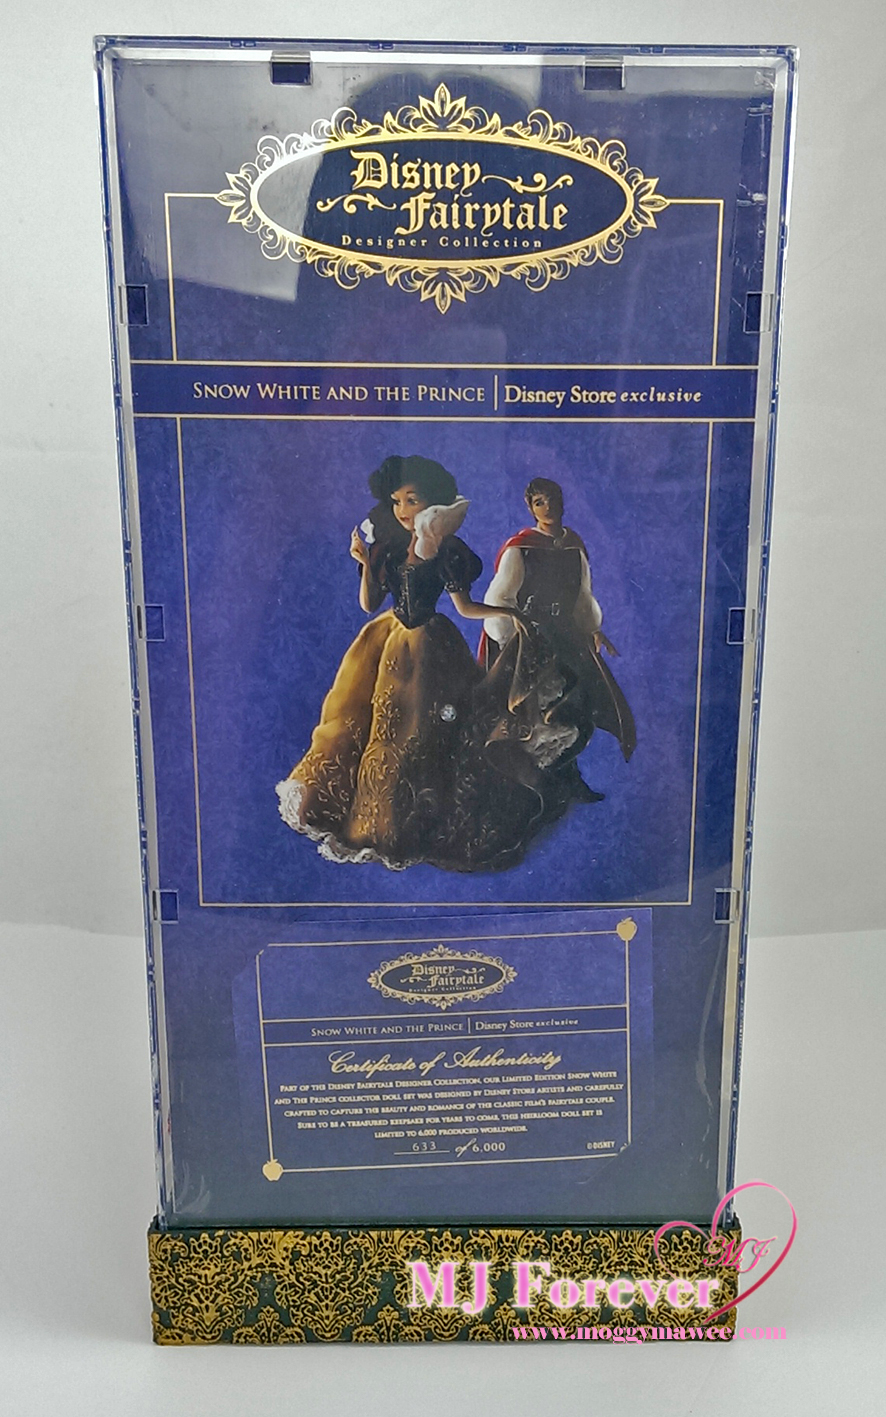 Disney
Fairytale
Designer Collection
SNOW WHITE AND THE PRINCE | Disney Store exclusive
Disney
Fairytale
Designer Collection
SNOW WHITE AND THE PRINCE | Disney Store exclusive
Certificate of Authenticity
PART OF THE DISNEY FAIRYTALE DESIGNER COLLECTION, OUR LIMITED EDITION SNOW WHITE
AND THE PRINCE COLLECTOR DOLL SET WAS DESIGNED BY DISNEY STORE ARTISTS AND CAREFULLY
CRAFTED TO CAPTURE THE BEAUTY AND ROMANCE OF THE CLASSIC FILM'S FAIRYTALE COUPLE.
SURE TO BE A TREASURED KEEPSAKE FOR YEARS TO COME, THIS HEIRLOOM DOLL SET IS
LIMITED TO 6,000 PRODUCED WORLDWIDE.
633 of 6,000
©DISNEY
MJ
MJ Forever
www.moggymawee.com